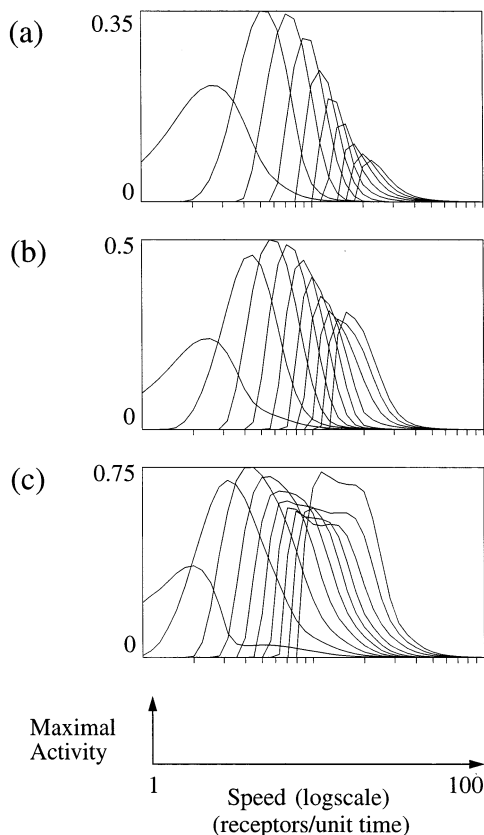 (a)
0.35
0
(b)
0.5
0
(c)
0.75
0
Maximal
Activity
1
100
Speed (logscale)
(receptors/unit time)